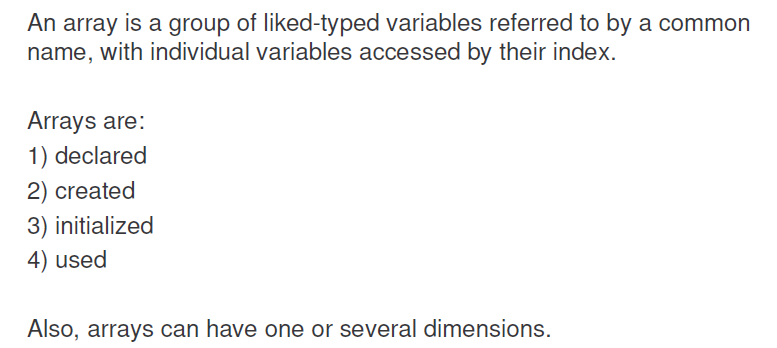 An array is a group of liked-typed variables referred to by a common
name, with individual variables accessed by their index.
Arrays are:
1) declared
2) created
3) initialized
4) used
Also, arrays can have one or several dimensions.